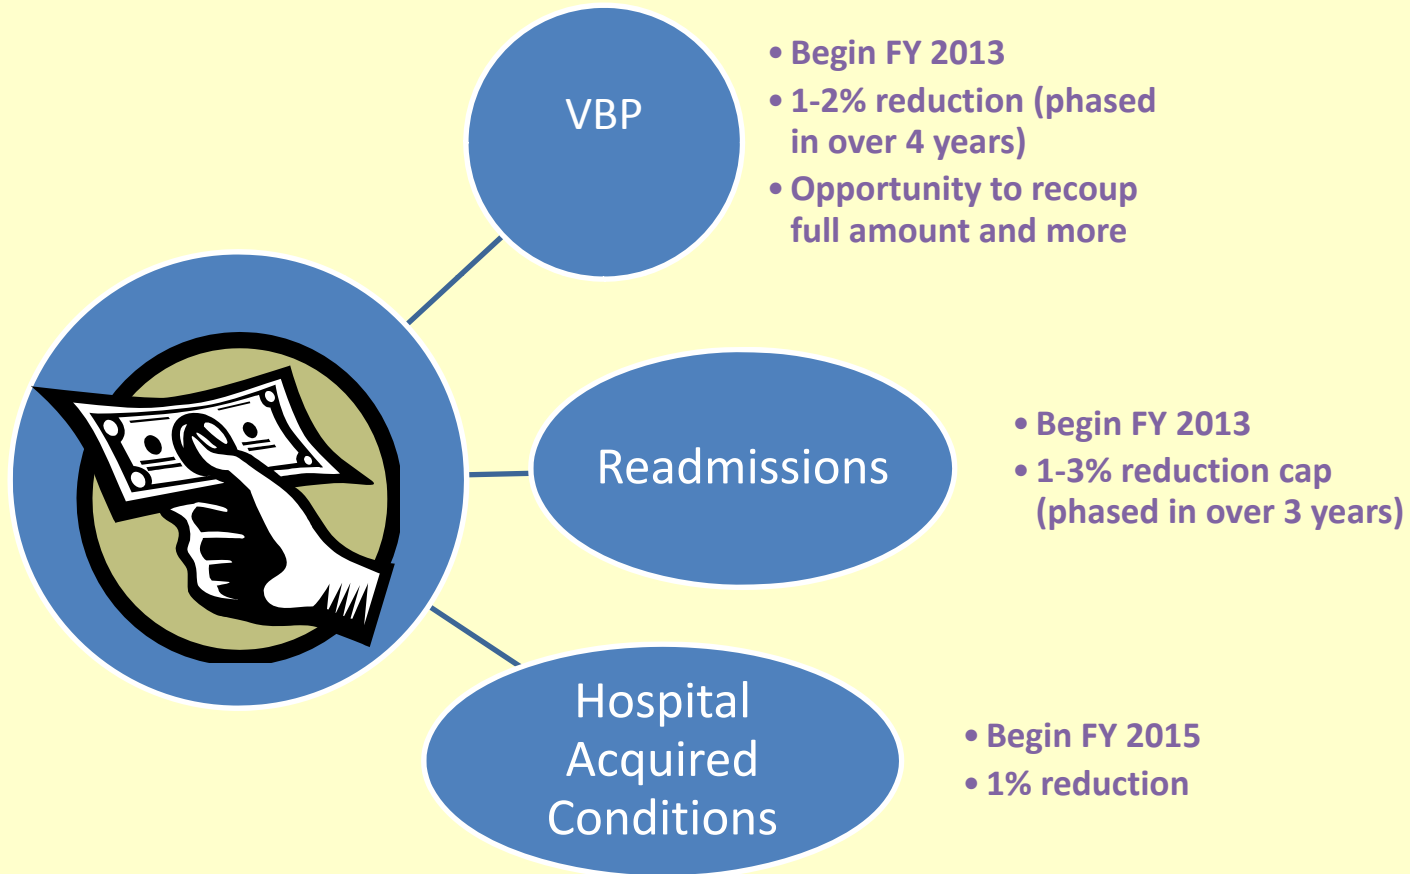 VBP
• Begin FY 2013
• 1-2% reduction (phased
in over 4 years)
• Opportunity to recoup
full amount and more
Readmissions
• Begin FY 2013
• 1-3% reduction cap
(phased in over 3 years)
Hospital
Acquired
Conditions
• Begin FY 2015
• 1% reduction